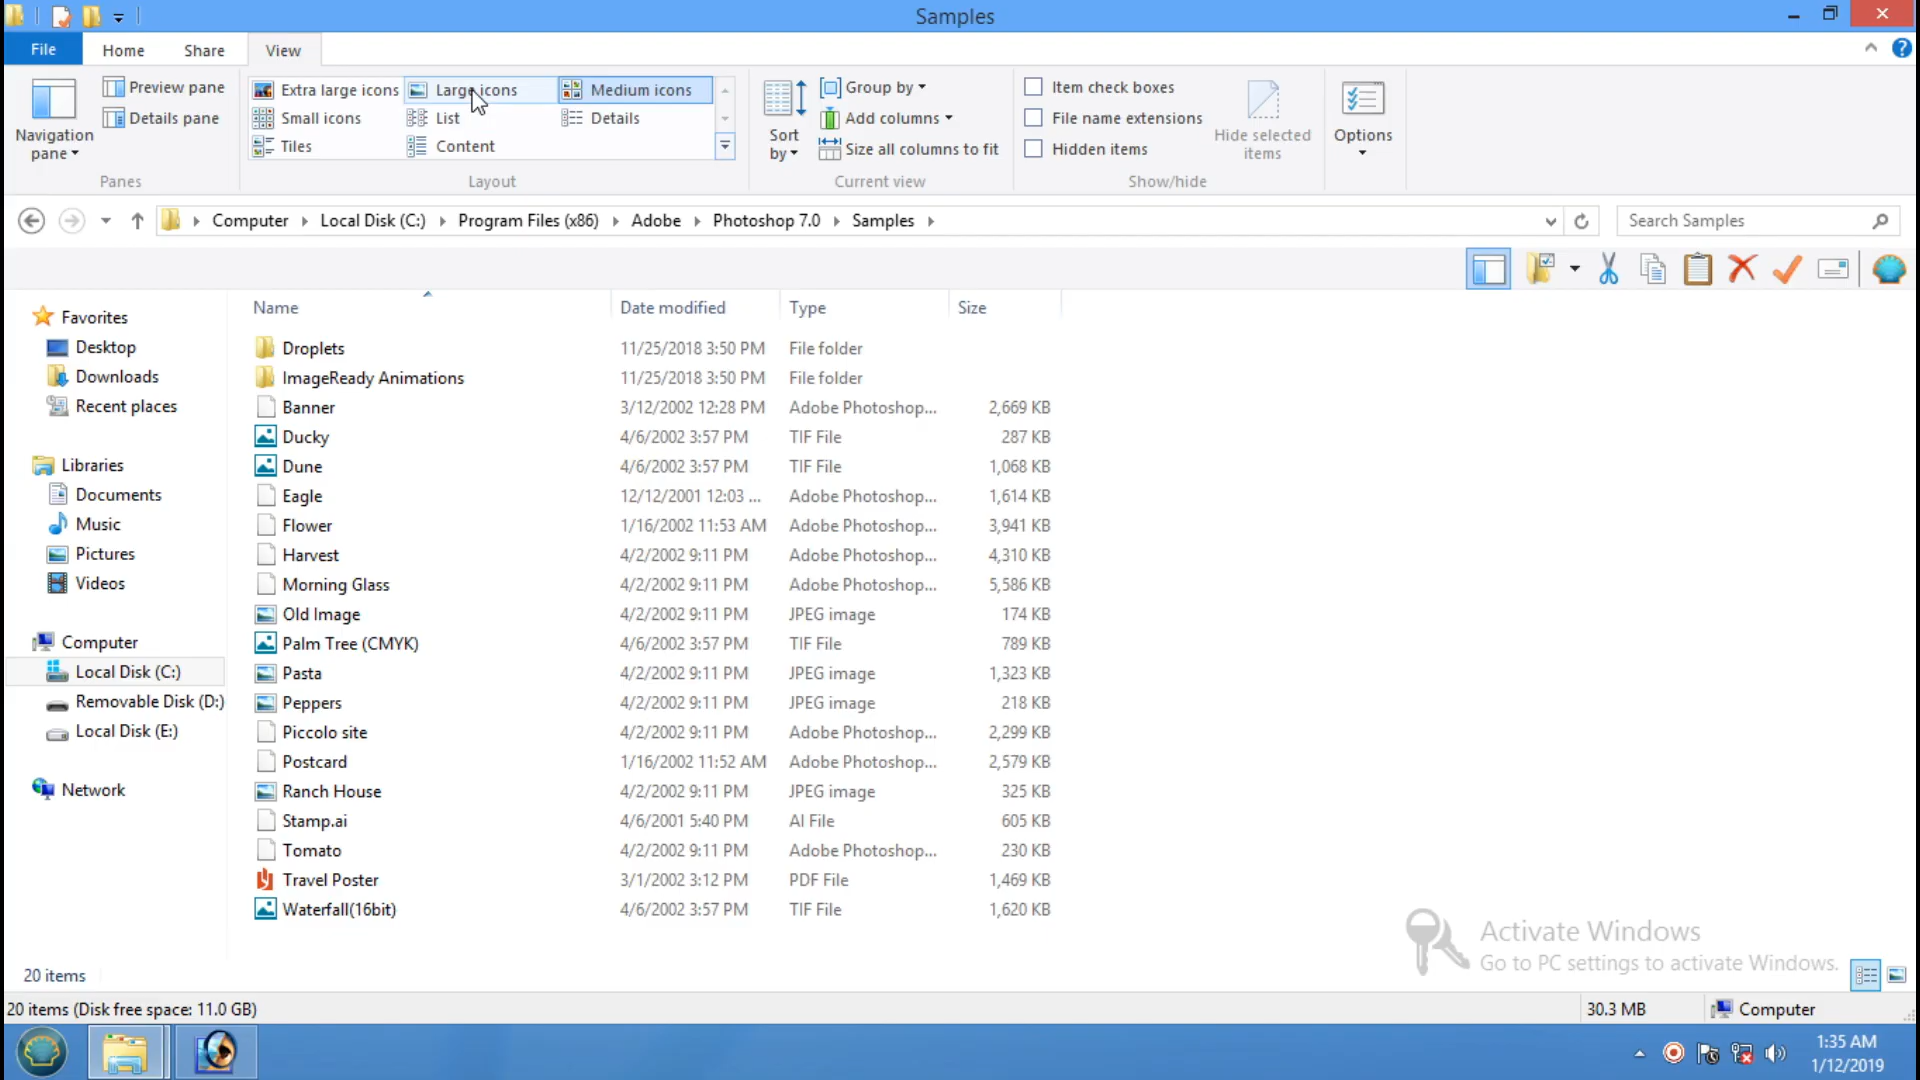 Samples
File Home Share View
Navigation pane
Preview pane
Details pane
Panes
Extra large icons Large icons Medium icons
Small icons List Details
Tiles Content
Layout
Sort by
Group by
Add columns
Size all columns to fit
Current view
Item check boxes
File name extensions
Hidden items
Hide selected items
Show/hide
Options
Computer Local Disk (C:) Program Files (x86) Adobe Photoshop 7.0 Samples
Search Samples
Favorites
Desktop
Downloads
Recent places
Libraries
Documents
Music
Pictures
Videos
Computer
Local Disk (C:)
Removable Disk (D:)
Local Disk (E:)
Network
Name Date modified Type Size
Droplets 11/25/2018 3:50 PM File folder
ImageReady Animations 11/25/2018 3:50 PM File folder
Banner 3/12/2002 12:28 PM Adobe Photoshop... 2,669 KB
Ducky 4/6/2002 3:57 PM TIF File 287 KB
Dune 4/6/2002 3:57 PM TIF File 1,068 KB
Eagle 12/12/2001 12:03 ... Adobe Photoshop... 1,614 KB
Flower 1/16/2002 11:53 AM Adobe Photoshop... 3,941 KB
Harvest 4/2/2002 9:11 PM Adobe Photoshop... 4,310 KB
Morning Glass 4/2/2002 9:11 PM Adobe Photoshop... 5,586 KB
Old Image 4/2/2002 9:11 PM JPEG image 174 KB
Palm Tree (CMYK) 4/6/2002 3:57 PM TIF File 789 KB
Pasta 4/2/2002 9:11 PM JPEG image 1,323 KB
Peppers 4/2/2002 9:11 PM JPEG image 218 KB
Piccolo site 4/2/2002 9:11 PM Adobe Photoshop... 2,299 KB
Postcard 1/16/2002 11:52 AM Adobe Photoshop... 2,579 KB
Ranch House 4/2/2002 9:11 PM JPEG image 325 KB
Stamp.ai 4/6/2001 5:40 PM AI File 605 KB
Tomato 4/2/2002 9:11 PM Adobe Photoshop... 230 KB
Travel Poster 3/1/2002 3:12 PM PDF File 1,469 KB
Waterfall(16bit) 4/6/2002 3:57 PM TIF File 1,620 KB
Activate Windows
Go to PC settings to activate Windows.
20 items
20 items (Disk free space: 11.0 GB) 30.3 MB Computer
1:35 AM
1/12/2019